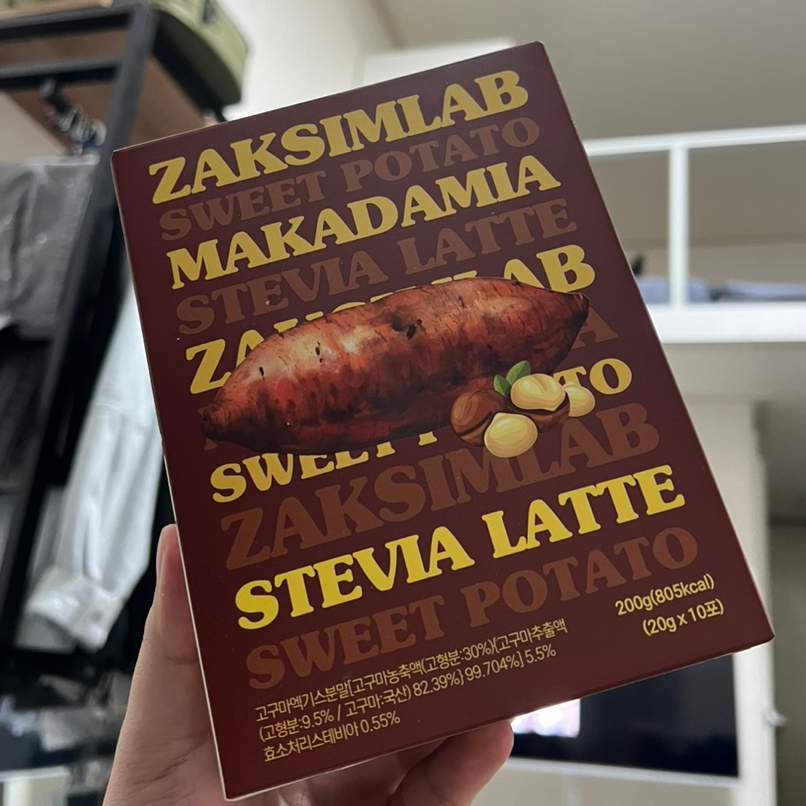 ZAKSIMLAB
SWEET POTATO
MAKADAMIA
STEVIA LATTE
SWEET
ZAKSIMLAB
STEVIA LATTE
SWEET POTATO
200g(805kcal)
(20g x 10포)
고구마엑기스분말[고구마농축액(고형분:30%)(고구마추출액
(고형분:9.5% / 고구마:국산) 82.39%] 99.704%] 5.5%
효소처리스테비아 0.55%